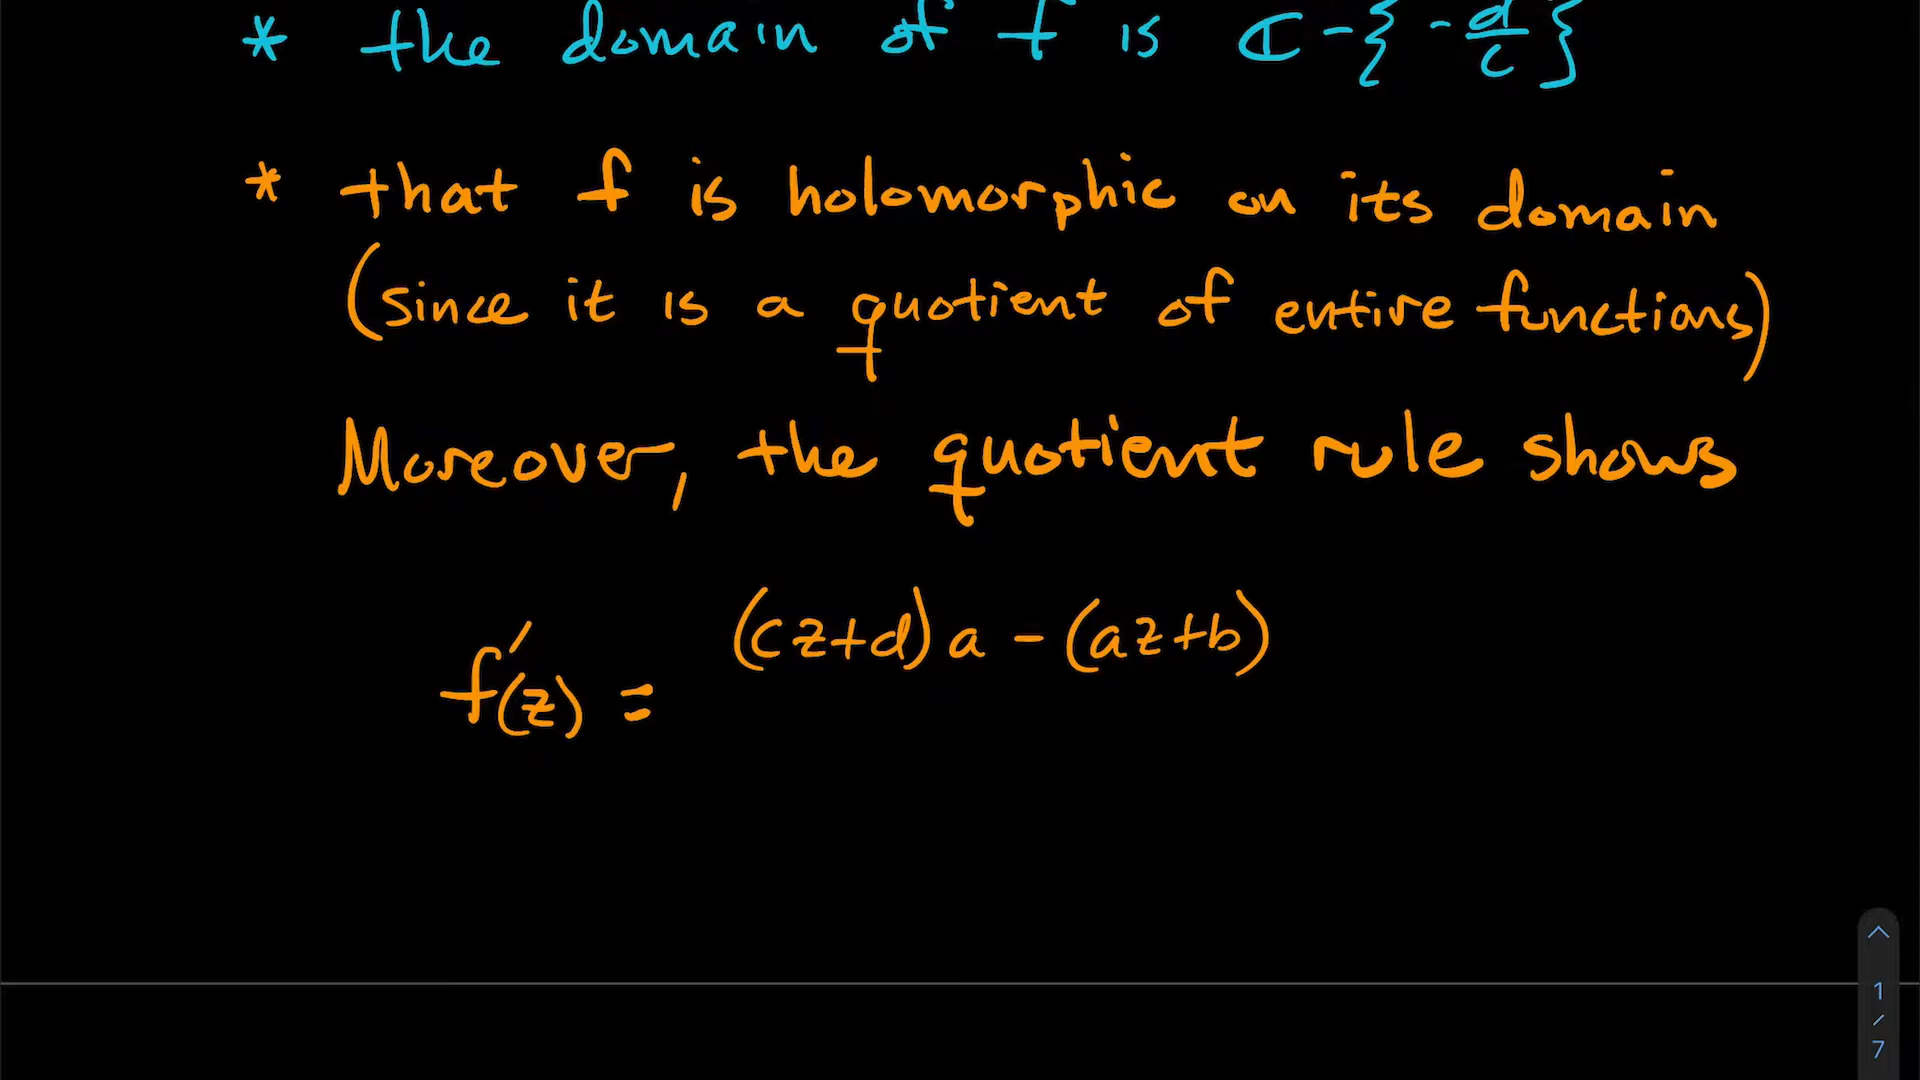 * the domain of f is ℂ-{-d/c}
* that f is holomorphic on its domain
(since it is a quotient of entire functions)
Moreover, the quotient rule shows
f'(z) = (cz+d)a - (az+b)
1
/
7